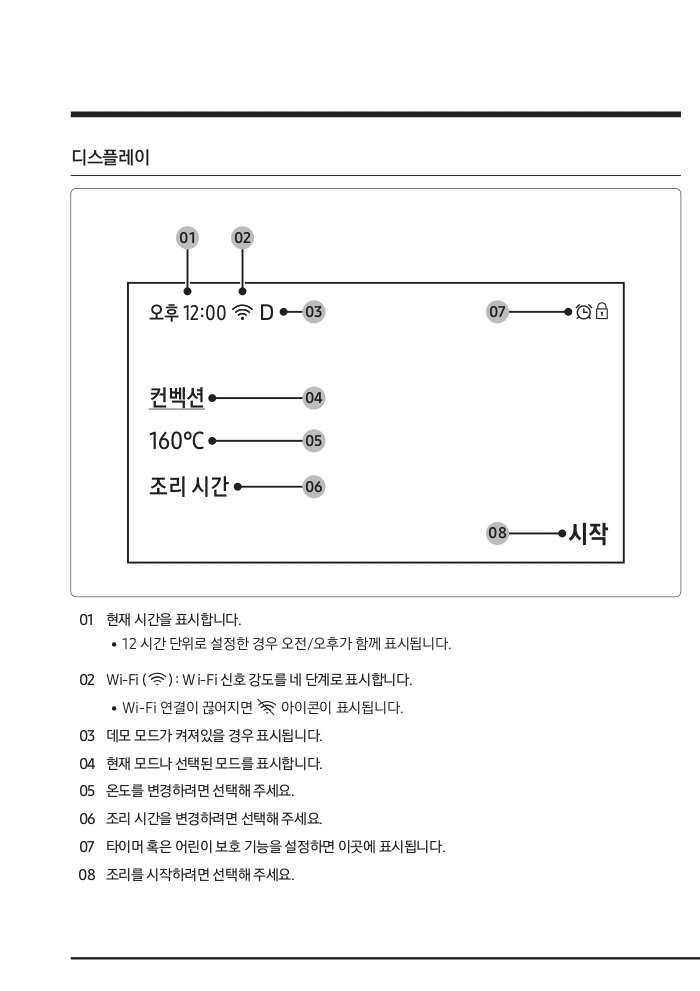 디스플레이
01 02
오후 12:00 D 03 07
컨벡션 04
160℃ 05
조리 시간 06
08 시작
01 현재 시간을 표시합니다.
• 12 시간 단위로 설정한 경우 오전/오후가 함께 표시됩니다.
02 Wi-Fi ( ) : Wi-Fi 신호 강도를 네 단계로 표시합니다.
• Wi-Fi 연결이 끊어지면 아이콘이 표시됩니다.
03 데모 모드가 켜져있을 경우 표시됩니다.
04 현재 모드나 선택된 모드를 표시합니다.
05 온도를 변경하려면 선택해 주세요.
06 조리 시간을 변경하려면 선택해 주세요.
07 타이머 혹은 어린이 보호 기능을 설정하면 이곳에 표시됩니다.
08 조리를 시작하려면 선택해 주세요.